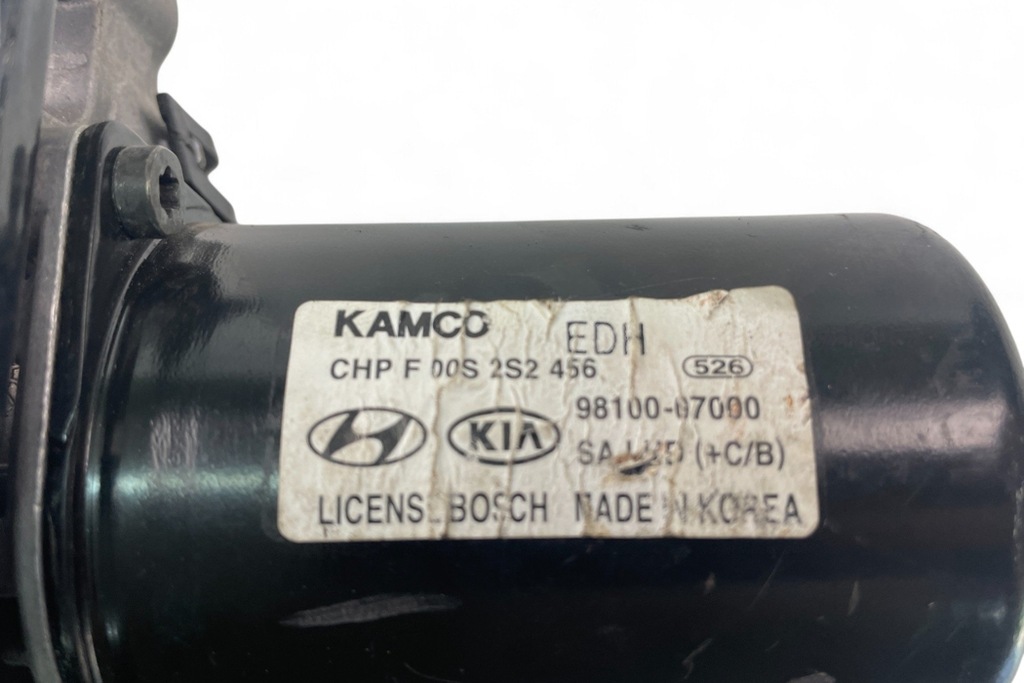 KAMCO EDH
CHP F 00S 2S2 456 526
KIA 98100-07000
SA (+C/B)
LICENSE BOSCH MADE IN KOREA